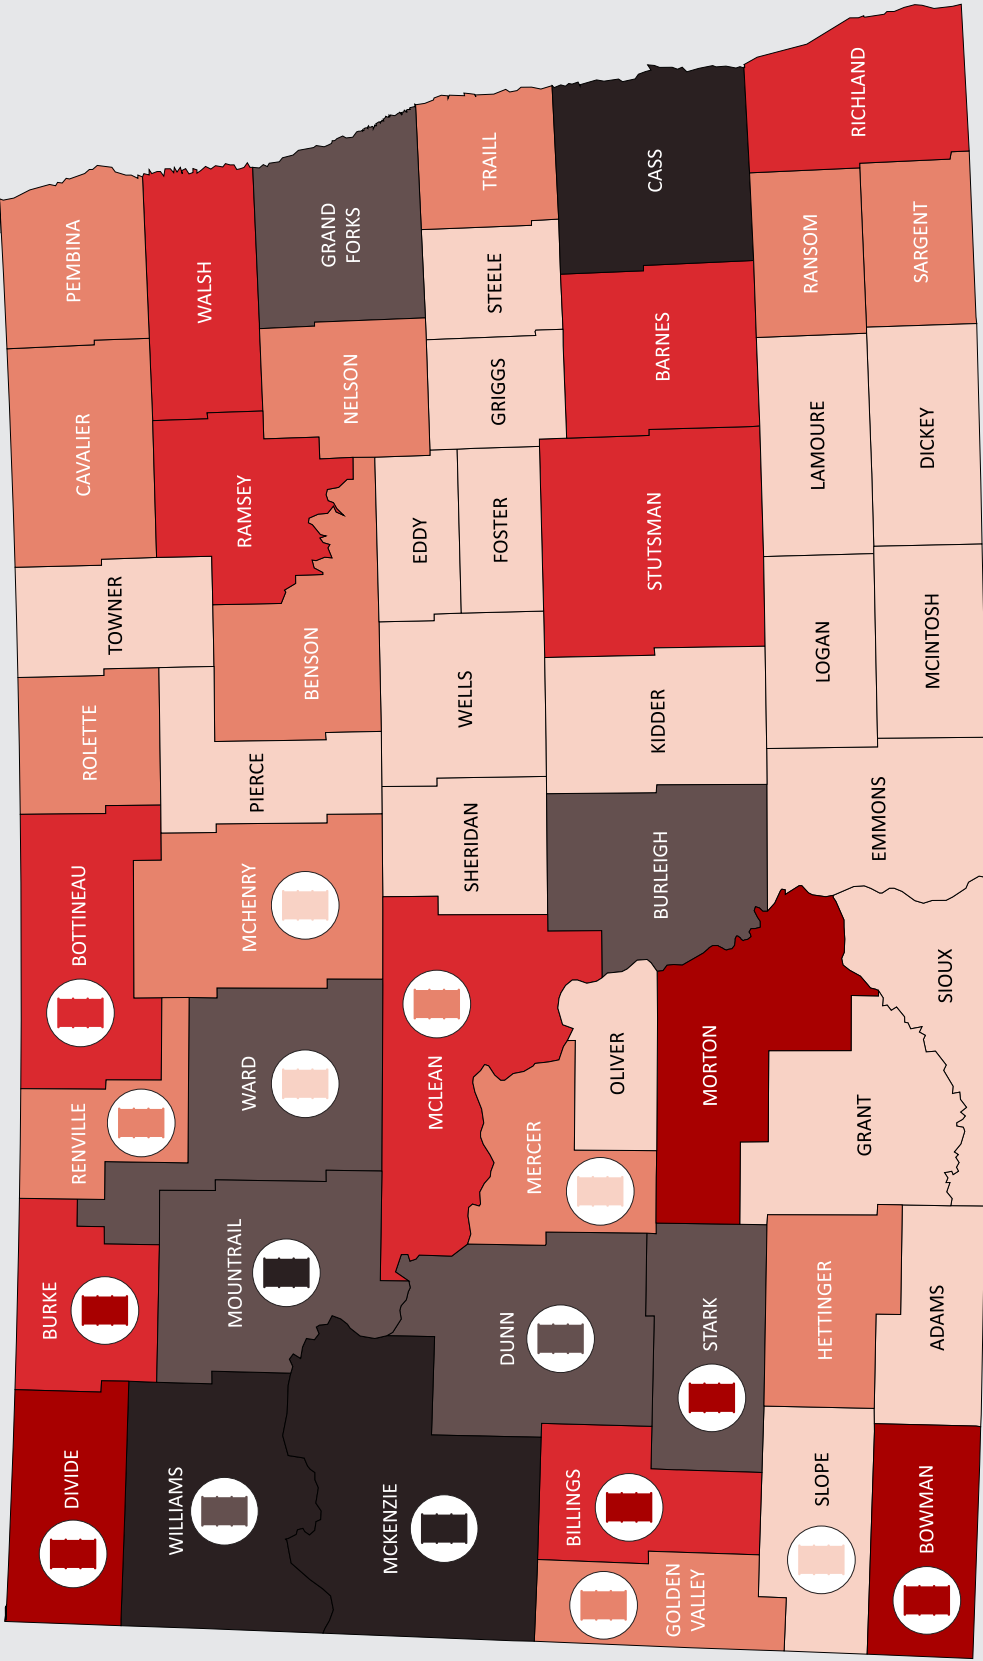 DIVIDE
BURKE
RENVILLE
BOTTINEAU
ROLETTE
TOWNER
CAVALIER
PEMBINA
WILLIAMS
MOUNTRAIL
WARD
MCHENRY
PIERCE
BENSON
RAMSEY
WALSH
NELSON
GRAND
FORKS
MCKENZIE
DUNN
MCLEAN
MERCER
OLIVER
SHERIDAN
WELLS
EDDY
FOSTER
GRIGGS
STEELE
TRAILL
GOLDEN
VALLEY
BILLINGS
STARK
MORTON
BURLEIGH
KIDDER
STUTSMAN
BARNES
CASS
SLOPE
HETTINGER
GRANT
SIOUX
EMMONS
LOGAN
LAMOURE
RANSOM
RICHLAND
BOWMAN
ADAMS
MCINTOSH
DICKEY
SARGENT